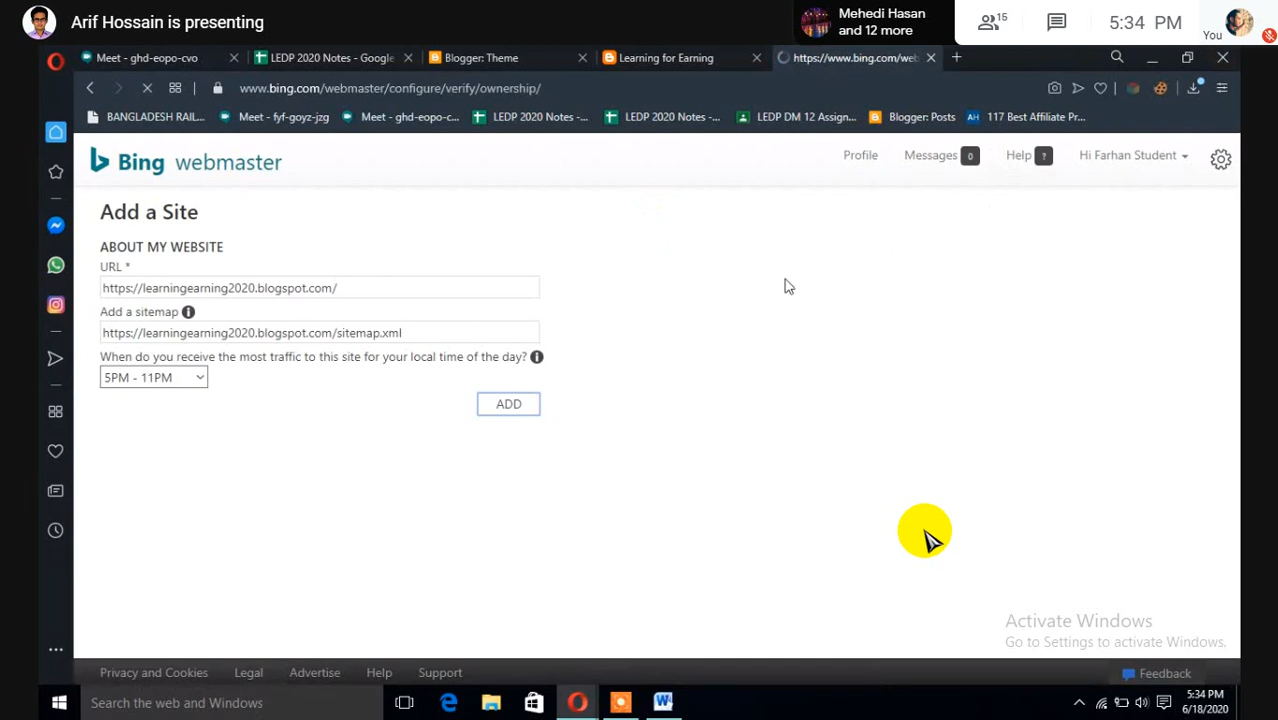 Arif Hossain is presenting
Mehedi Hasan
and 12 more
15
5:34 PM
You
Meet - ghd-eopo-cvo
LEDP 2020 Notes - Google
Blogger: Theme
Learning for Earning
https://www.bing.com/web
www.bing.com/webmaster/configure/verify/ownership/
BANGLADESH RAIL...
Meet - fyf-goyz-jzg
Meet - ghd-eopo-c...
LEDP 2020 Notes -...
LEDP 2020 Notes -...
LEDP DM 12 Assign...
Blogger: Posts
AH 117 Best Affiliate Pr...
Bing webmaster
Profile
Messages 0
Help ?
Hi Farhan Student
Add a Site
ABOUT MY WEBSITE
URL *
https://learningearning2020.blogspot.com/
Add a sitemap
https://learningearning2020.blogspot.com/sitemap.xml
When do you receive the most traffic to this site for your local time of the day?
5PM - 11PM
ADD
Activate Windows
Go to Settings to activate Windows.
Privacy and Cookies
Legal
Advertise
Help
Support
Feedback
Search the web and Windows
5:34 PM
6/18/2020